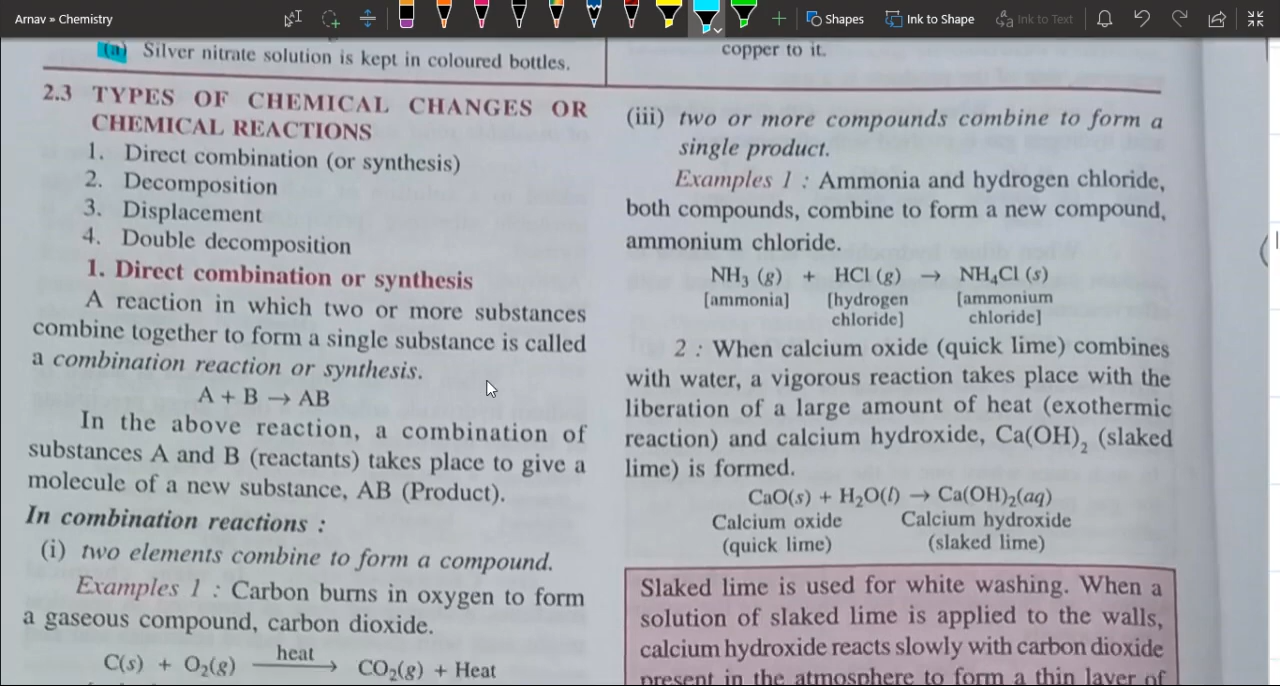 Arnav » Chemistry
Shapes
Ink to Shape
Ink to Text
(a) Silver nitrate solution is kept in coloured bottles.
copper to it.
2.3 TYPES OF CHEMICAL CHANGES OR
CHEMICAL REACTIONS
1. Direct combination (or synthesis)
2. Decomposition
3. Displacement
4. Double decomposition
1. Direct combination or synthesis
A reaction in which two or more substances
combine together to form a single substance is called
a combination reaction or synthesis.
A + B → AB
In the above reaction, a combination of
substances A and B (reactants) takes place to give a
molecule of a new substance, AB (Product).
In combination reactions :
(i) two elements combine to form a compound.
Examples 1 : Carbon burns in oxygen to form
a gaseous compound, carbon dioxide.
heat
C(s) + O₂(g) → CO₂(g) + Heat
(iii) two or more compounds combine to form a
single product.
Examples 1 : Ammonia and hydrogen chloride,
both compounds, combine to form a new compound,
ammonium chloride.
NH₃ (g) + HCl (g) → NH₄Cl (s)
[ammonia] [hydrogen [ammonium
chloride] chloride]
2 : When calcium oxide (quick lime) combines
with water, a vigorous reaction takes place with the
liberation of a large amount of heat (exothermic
reaction) and calcium hydroxide, Ca(OH)₂ (slaked
lime) is formed.
CaO(s) + H₂O(l) → Ca(OH)₂(aq)
Calcium oxide Calcium hydroxide
(quick lime) (slaked lime)
Slaked lime is used for white washing. When a
solution of slaked lime is applied to the walls,
calcium hydroxide reacts slowly with carbon dioxide
present in the atmosphere to form a thin layer of